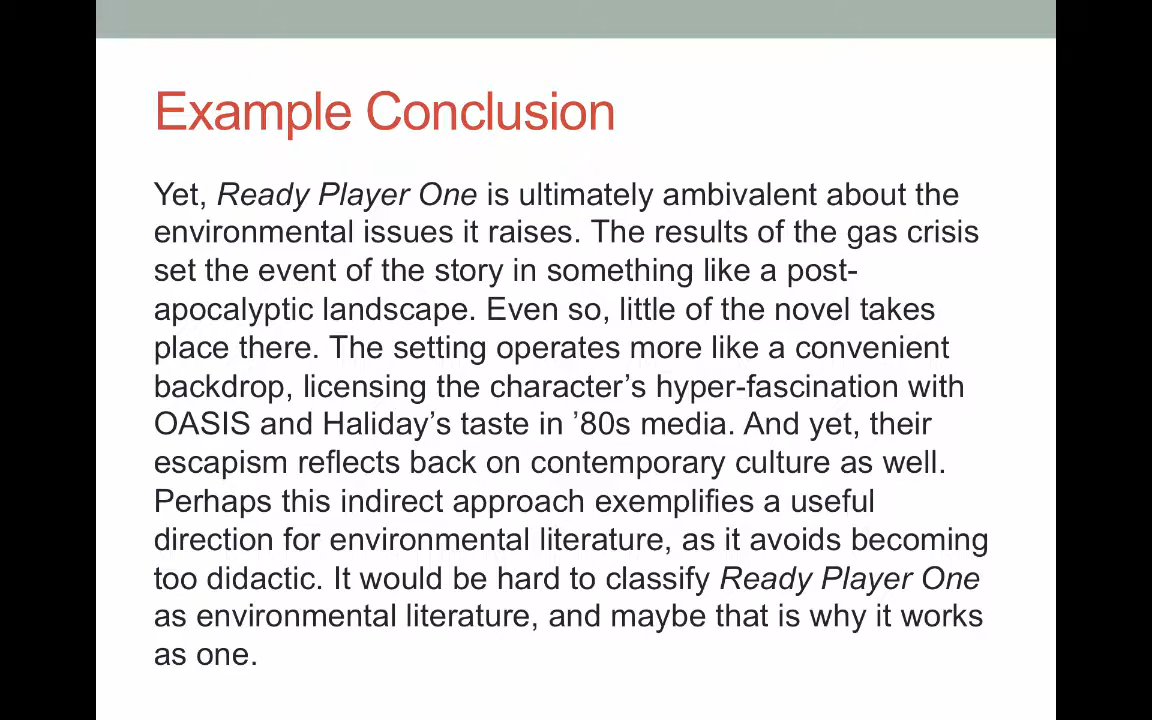 Example Conclusion
Yet, Ready Player One is ultimately ambivalent about the
environmental issues it raises. The results of the gas crisis
set the event of the story in something like a post-
apocalyptic landscape. Even so, little of the novel takes
place there. The setting operates more like a convenient
backdrop, licensing the character’s hyper-fascination with
OASIS and Haliday’s taste in ’80s media. And yet, their
escapism reflects back on contemporary culture as well.
Perhaps this indirect approach exemplifies a useful
direction for environmental literature, as it avoids becoming
too didactic. It would be hard to classify Ready Player One
as environmental literature, and maybe that is why it works
as one.